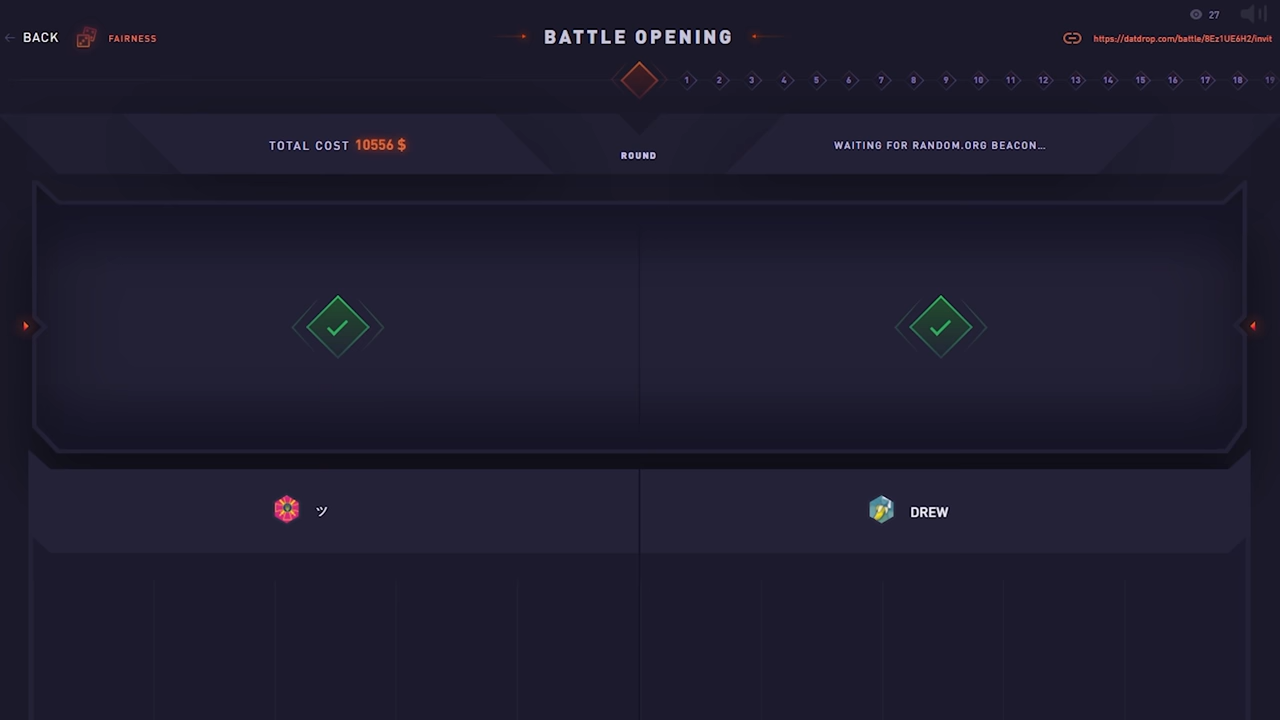 27
BACK
FAIRNESS
BATTLE OPENING
https://datdrop.com/battle/8Ez1UE6H2/invit
1 2 3 4 5 6 7 8 9 10 11 12 13 14 15 16 17 18 19
TOTAL COST 10556 $
ROUND
WAITING FOR RANDOM.ORG BEACON...
ツ
DREW